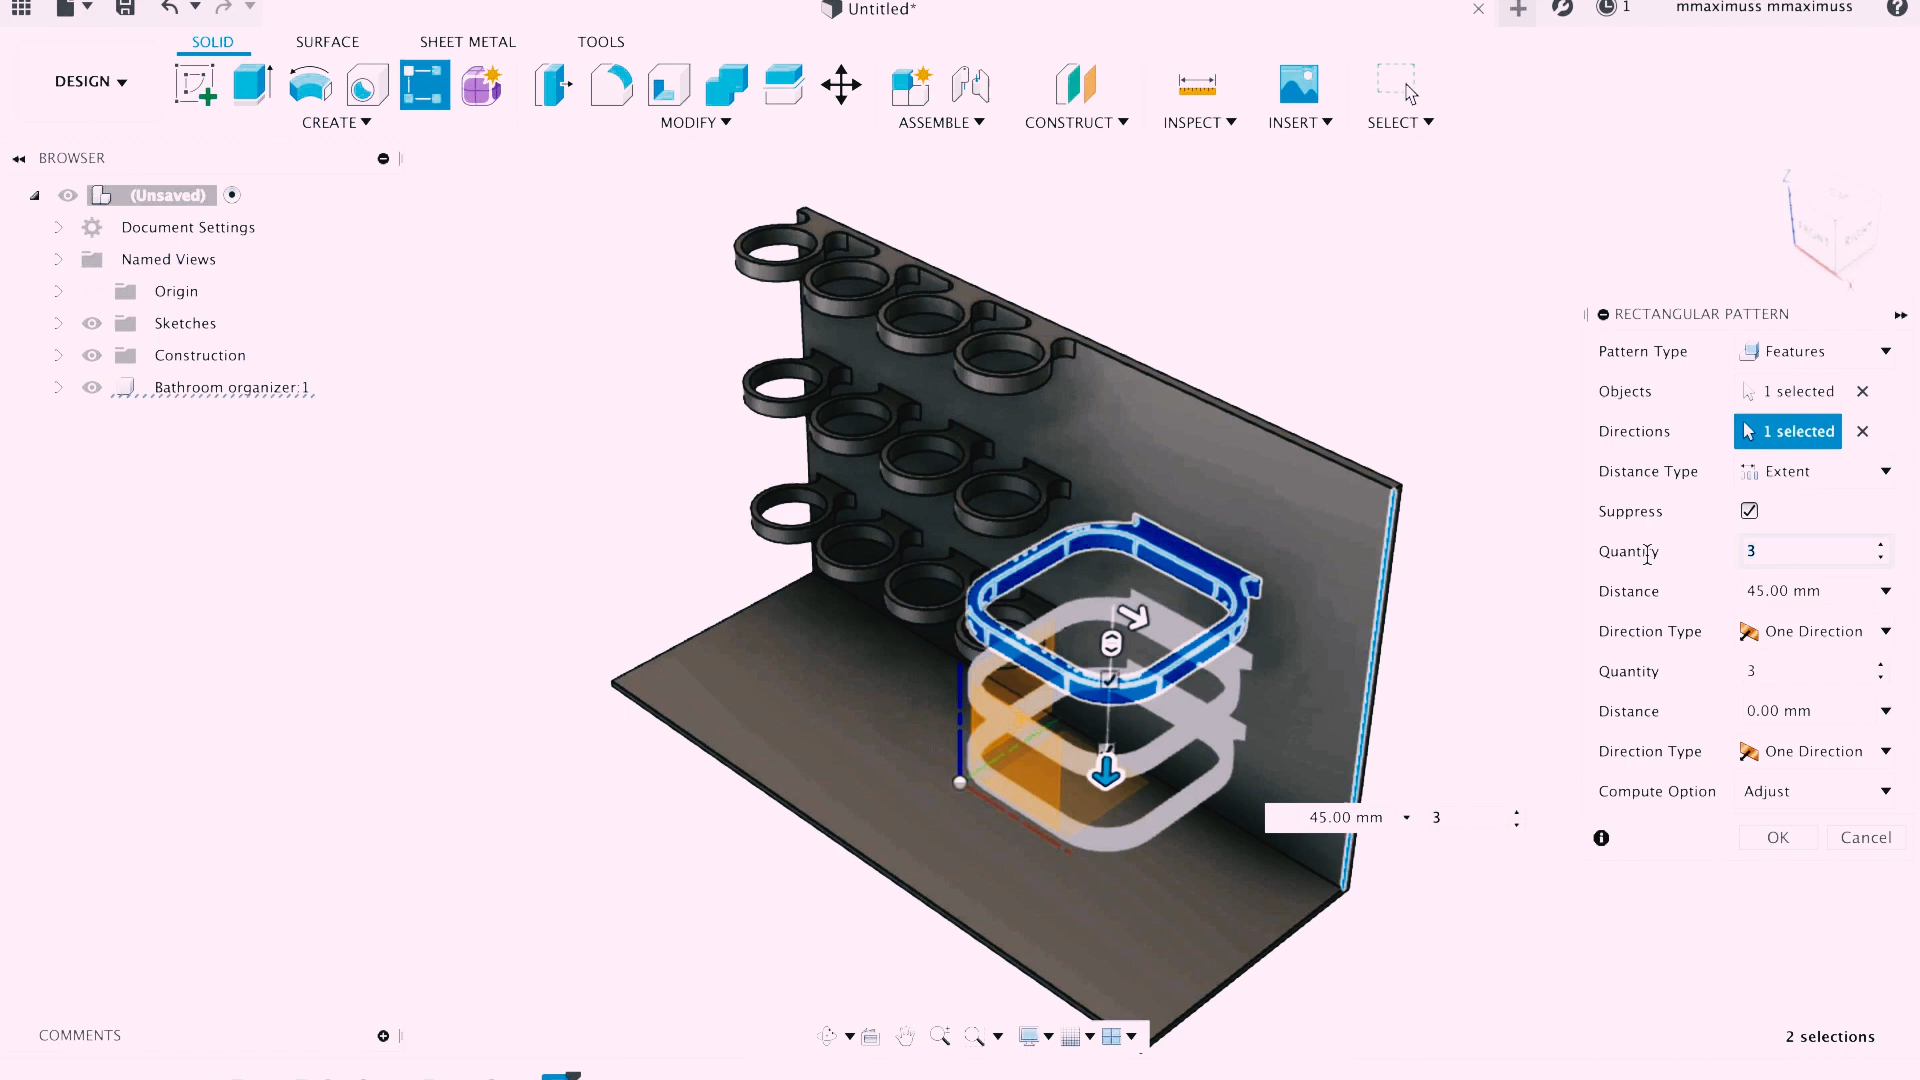 Untitled*
1
mmaximuss mmaximuss
SOLID
SURFACE
SHEET METAL
TOOLS
DESIGN
CREATE
MODIFY
ASSEMBLE
CONSTRUCT
INSPECT
INSERT
SELECT
BROWSER
(Unsaved)
Document Settings
Named Views
Origin
Sketches
Construction
Bathroom organizer:1
Z
FRONT
RIGHT
RECTANGULAR PATTERN
Pattern Type Features
Objects 1 selected
Directions 1 selected
Distance Type Extent
Suppress
Quantity 3
Distance 45.00 mm
Direction Type One Direction
Quantity 3
Distance 0.00 mm
Direction Type One Direction
Compute Option Adjust
45.00 mm 3
OK Cancel
COMMENTS
2 selections